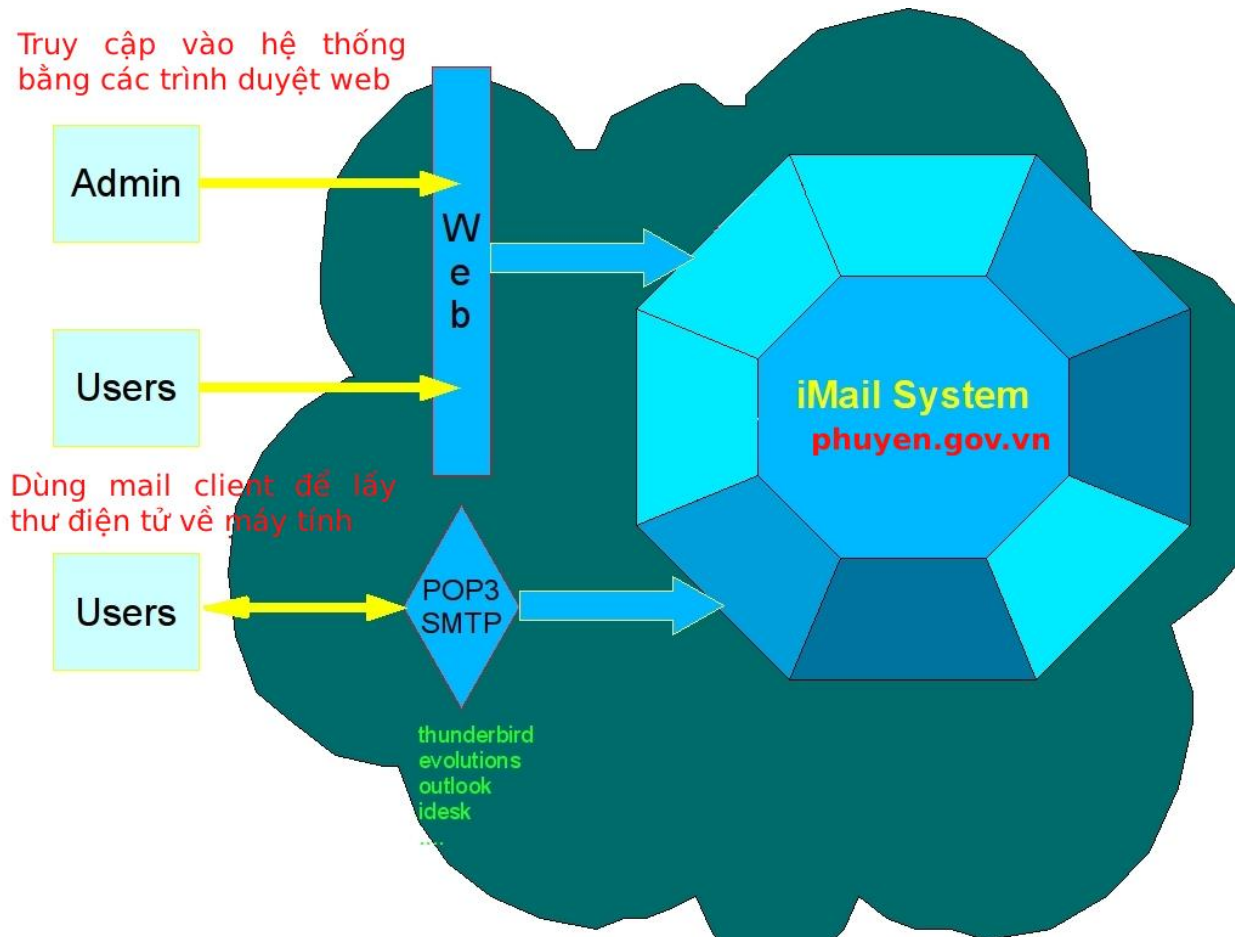 Truy cập vào hệ thống
bằng các trình duyệt web
Admin
Web
Users
iMail System
phuyen.gov.vn
Dùng mail client để lấy
thư điện tử về máy tính
Users
POP3
SMTP
thunderbird
evolutions
outlook
idesk
....